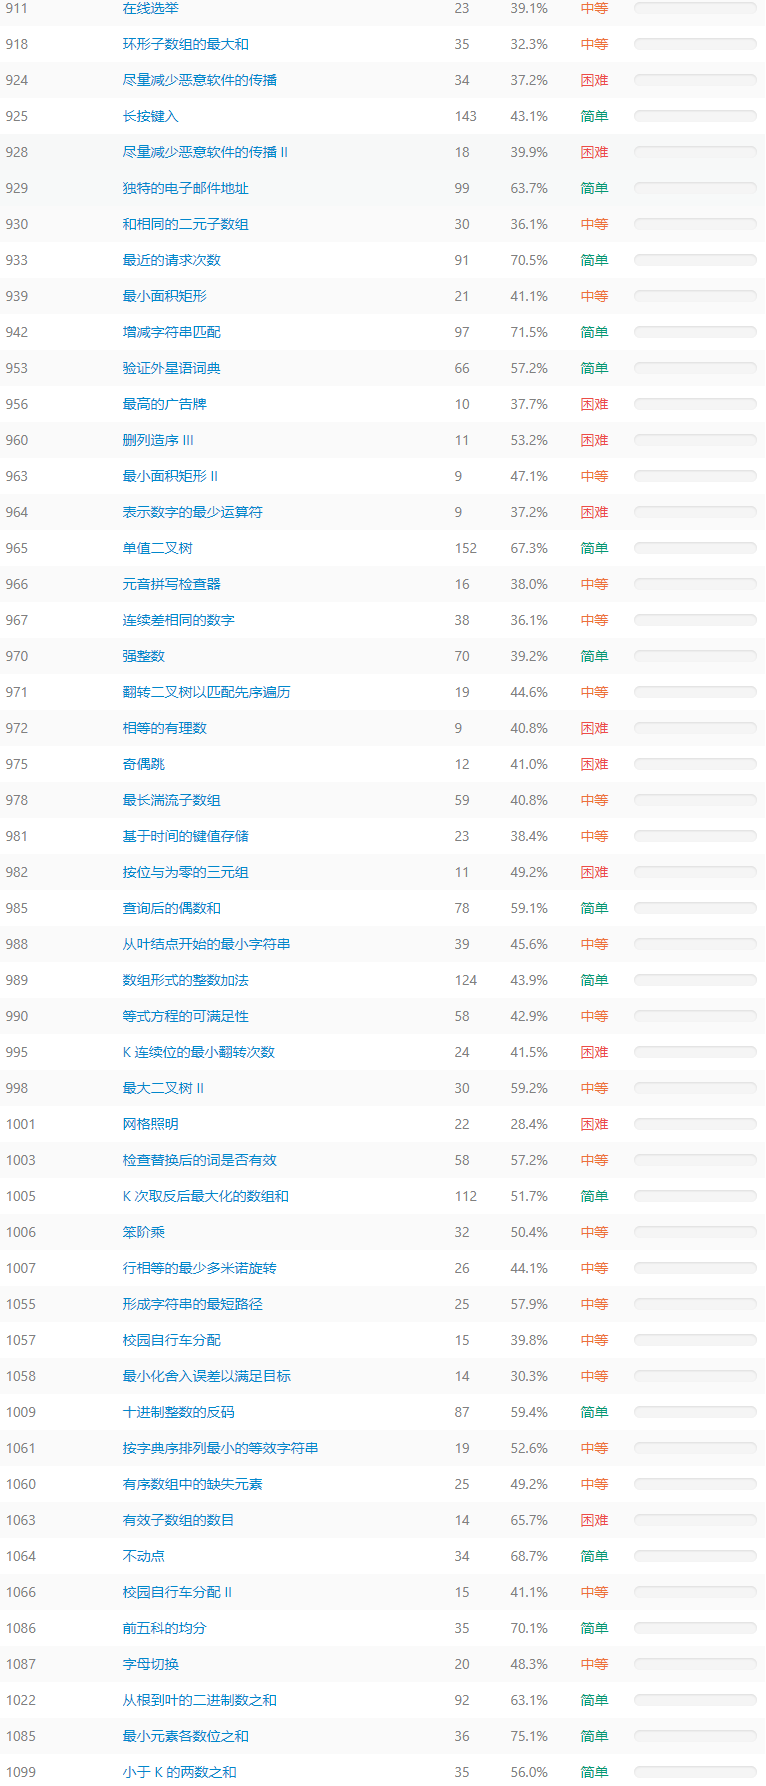 911 在线选举 23 39.1% 中等
918 环形子数组的最大和 35 32.3% 中等
924 尽量减少恶意软件的传播 34 37.2% 困难
925 长按键入 143 43.1% 简单
928 尽量减少恶意软件的传播 II 18 39.9% 困难
929 独特的电子邮件地址 99 63.7% 简单
930 和相同的二元子数组 30 36.1% 中等
933 最近的请求次数 91 70.5% 简单
939 最小面积矩形 21 41.1% 中等
942 增减字符串匹配 97 71.5% 简单
953 验证外星语词典 66 57.2% 简单
956 最高的广告牌 10 37.7% 困难
960 删列造序 III 11 53.2% 困难
963 最小面积矩形 II 9 47.1% 中等
964 表示数字的最少运算符 9 37.2% 困难
965 单值二叉树 152 67.3% 简单
966 元音拼写检查器 16 38.0% 中等
967 连续差相同的数字 38 36.1% 中等
970 强整数 70 39.2% 简单
971 翻转二叉树以匹配先序遍历 19 44.6% 中等
972 相等的有理数 9 40.8% 困难
975 奇偶跳 12 41.0% 困难
978 最长湍流子数组 59 40.8% 中等
981 基于时间的键值存储 23 38.4% 中等
982 按位与为零的三元组 11 49.2% 困难
985 查询后的偶数和 78 59.1% 简单
988 从叶结点开始的最小字符串 39 45.6% 中等
989 数组形式的整数加法 124 43.9% 简单
990 等式方程的可满足性 58 42.9% 中等
995 K 连续位的最小翻转次数 24 41.5% 困难
998 最大二叉树 II 30 59.2% 中等
1001 网格照明 22 28.4% 困难
1003 检查替换后的词是否有效 58 57.2% 中等
1005 K 次取反后最大化的数组和 112 51.7% 简单
1006 笨阶乘 32 50.4% 中等
1007 行相等的最少多米诺旋转 26 44.1% 中等
1055 形成字符串的最短路径 25 57.9% 中等
1057 校园自行车分配 15 39.8% 中等
1058 最小化舍入误差以满足目标 14 30.3% 中等
1009 十进制整数的反码 87 59.4% 简单
1061 按字典序排列最小的等效字符串 19 52.6% 中等
1060 有序数组中的缺失元素 25 49.2% 中等
1063 有效子数组的数目 14 65.7% 困难
1064 不动点 34 68.7% 简单
1066 校园自行车分配 II 15 41.1% 中等
1086 前五科的均分 35 70.1% 简单
1087 字母切换 20 48.3% 中等
1022 从根到叶的二进制数之和 92 63.1% 简单
1085 最小元素各数位之和 36 75.1% 简单
1099 小于 K 的两数之和 35 56.0% 简单